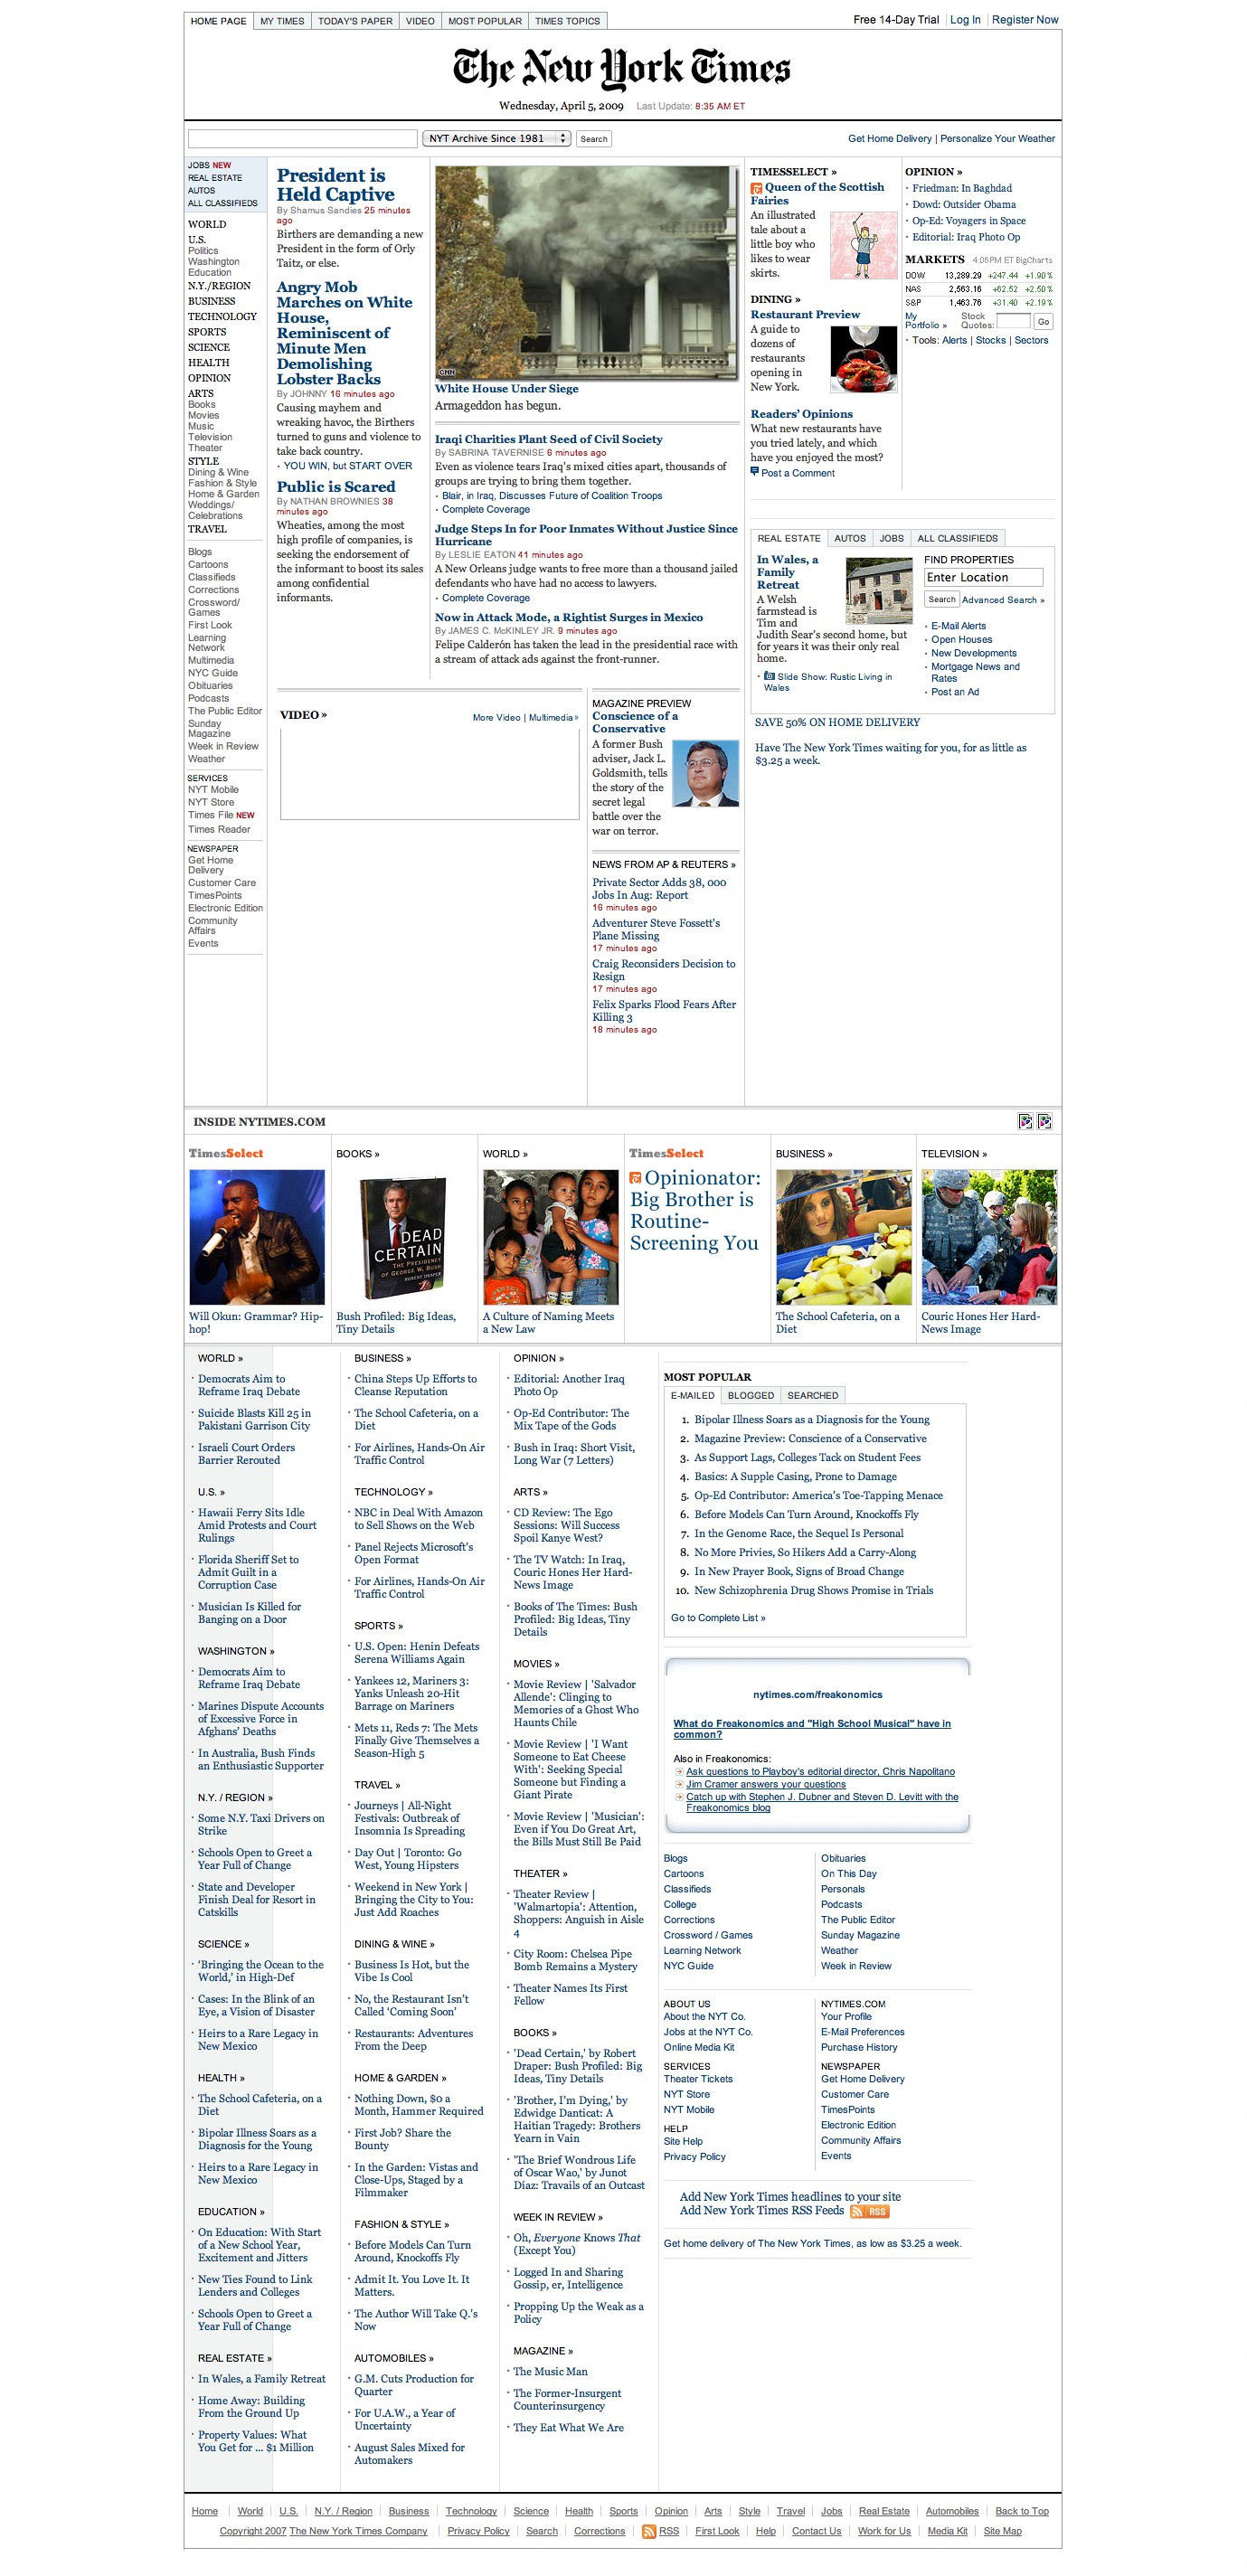 HOME PAGE MY TIMES TODAY'S PAPER VIDEO MOST POPULAR TIMES TOPICS
Free 14-Day Trial Log In Register Now
The New York Times
Wednesday, April 5, 2009 Last Update: 8:35 AM ET
NYT Archive Since 1981 Search
Get Home Delivery | Personalize Your Weather
JOBS NEW
REAL ESTATE
AUTOS
ALL CLASSIFIEDS
WORLD
U.S.
Politics
Washington
Education
N.Y./REGION
BUSINESS
TECHNOLOGY
SPORTS
SCIENCE
HEALTH
OPINION
ARTS
Books
Movies
Music
Television
Theater
STYLE
Dining & Wine
Fashion & Style
Home & Garden
Weddings/
Celebrations
TRAVEL
Blogs
Cartoons
Classifieds
Corrections
Crossword/
Games
First Look
Learning
Network
Multimedia
NYC Guide
Obituaries
Podcasts
The Public Editor
Sunday
Magazine
Week in Review
Weather
SERVICES
NYT Mobile
NYT Store
Times File NEW
Times Reader
NEWSPAPER
Get Home
Delivery
Customer Care
TimesPoints
Electronic Edition
Community
Affairs
Events
President is
Held Captive
By Shamus Sandies 25 minutes
ago
Birthers are demanding a new
President in the form of Orly
Taitz, or else.
Angry Mob
Marches on White
House,
Reminiscent of
Minute Men
Demolishing
Lobster Backs
By JOHNNY 16 minutes ago
Causing mayhem and
wreaking havoc, the Birthers
turned to guns and violence to
take back country.
· YOU WIN, but START OVER
Public is Scared
By NATHAN BROWNIES 38
minutes ago
Wheaties, among the most
high profile of companies, is
seeking the endorsement of
the informant to boost its sales
among confidential
informants.
CNN
White House Under Siege
Armageddon has begun.
Iraqi Charities Plant Seed of Civil Society
By SABRINA TAVERNISE 6 minutes ago
Even as violence tears Iraq's mixed cities apart, thousands of
groups are trying to bring them together.
· Blair, in Iraq, Discusses Future of Coalition Troops
· Complete Coverage
Judge Steps In for Poor Inmates Without Justice Since
Hurricane
By LESLIE EATON 41 minutes ago
A New Orleans judge wants to free more than a thousand jailed
defendants who have had no access to lawyers.
· Complete Coverage
Now in Attack Mode, a Rightist Surges in Mexico
By JAMES C. McKINLEY JR. 9 minutes ago
Felipe Calderón has taken the lead in the presidential race with
a stream of attack ads against the front-runner.
VIDEO »
More Video | Multimedia »
MAGAZINE PREVIEW
Conscience of a
Conservative
A former Bush
adviser, Jack L.
Goldsmith, tells
the story of the
secret legal
battle over the
war on terror.
NEWS FROM AP & REUTERS »
Private Sector Adds 38, 000
Jobs In Aug: Report
16 minutes ago
Adventurer Steve Fossett's
Plane Missing
17 minutes ago
Craig Reconsiders Decision to
Resign
17 minutes ago
Felix Sparks Flood Fears After
Killing 3
18 minutes ago
TIMESSELECT »
Queen of the Scottish
Fairies
An illustrated
tale about a
little boy who
likes to wear
skirts.
DINING »
Restaurant Preview
A guide to
dozens of
restaurants
opening in
New York.
Readers' Opinions
What new restaurants have
you tried lately, and which
have you enjoyed the most?
Post a Comment
OPINION »
· Friedman: In Baghdad
· Dowd: Outsider Obama
· Op-Ed: Voyagers in Space
· Editorial: Iraq Photo Op
MARKETS 4:06PM ET BigCharts
DOW 13,289.29 +247.44 +1.90%
NAS 2,563.16 +62.52 +2.50%
S&P 1,463.76 +31.40 +2.19%
My
Portfolio »
Stock
Quotes: Go
· Tools: Alerts | Stocks | Sectors
REAL ESTATE AUTOS JOBS ALL CLASSIFIEDS
In Wales, a
Family
Retreat
A Welsh
farmstead is
Tim and
Judith Sear's second home, but
for years it was their only real
home.
· Slide Show: Rustic Living in
Wales
FIND PROPERTIES
Enter Location
Search Advanced Search »
· E-Mail Alerts
· Open Houses
· New Developments
· Mortgage News and
Rates
· Post an Ad
SAVE 50% ON HOME DELIVERY
Have The New York Times waiting for you, for as little as
$3.25 a week.
INSIDE NYTIMES.COM
TimesSelect
Will Okun: Grammar? Hip-
hop!
BOOKS »
DEAD
CERTAIN
THE PRESIDENCY
OF GEORGE W. BUSH
ROBERT DRAPER
Bush Profiled: Big Ideas,
Tiny Details
WORLD »
A Culture of Naming Meets
a New Law
TimesSelect
Opinionator:
Big Brother is
Routine-
Screening You
BUSINESS »
The School Cafeteria, on a
Diet
TELEVISION »
Couric Hones Her Hard-
News Image
WORLD »
· Democrats Aim to
Reframe Iraq Debate
· Suicide Blasts Kill 25 in
Pakistani Garrison City
· Israeli Court Orders
Barrier Rerouted
U.S. »
· Hawaii Ferry Sits Idle
Amid Protests and Court
Rulings
· Florida Sheriff Set to
Admit Guilt in a
Corruption Case
· Musician Is Killed for
Banging on a Door
WASHINGTON »
· Democrats Aim to
Reframe Iraq Debate
· Marines Dispute Accounts
of Excessive Force in
Afghans' Deaths
· In Australia, Bush Finds
an Enthusiastic Supporter
N.Y. / REGION »
· Some N.Y. Taxi Drivers on
Strike
· Schools Open to Greet a
Year Full of Change
· State and Developer
Finish Deal for Resort in
Catskills
SCIENCE »
· 'Bringing the Ocean to the
World,' in High-Def
· Cases: In the Blink of an
Eye, a Vision of Disaster
· Heirs to a Rare Legacy in
New Mexico
HEALTH »
· The School Cafeteria, on a
Diet
· Bipolar Illness Soars as a
Diagnosis for the Young
· Heirs to a Rare Legacy in
New Mexico
EDUCATION »
· On Education: With Start
of a New School Year,
Excitement and Jitters
· New Ties Found to Link
Lenders and Colleges
· Schools Open to Greet a
Year Full of Change
REAL ESTATE »
· In Wales, a Family Retreat
· Home Away: Building
From the Ground Up
· Property Values: What
You Get for ... $1 Million
BUSINESS »
· China Steps Up Efforts to
Cleanse Reputation
· The School Cafeteria, on a
Diet
· For Airlines, Hands-On Air
Traffic Control
TECHNOLOGY »
· NBC in Deal With Amazon
to Sell Shows on the Web
· Panel Rejects Microsoft's
Open Format
· For Airlines, Hands-On Air
Traffic Control
SPORTS »
· U.S. Open: Henin Defeats
Serena Williams Again
· Yankees 12, Mariners 3:
Yanks Unleash 20-Hit
Barrage on Mariners
· Mets 11, Reds 7: The Mets
Finally Give Themselves a
Season-High 5
TRAVEL »
· Journeys | All-Night
Festivals: Outbreak of
Insomnia Is Spreading
· Day Out | Toronto: Go
West, Young Hipsters
· Weekend in New York |
Bringing the City to You:
Just Add Roaches
DINING & WINE »
· Business Is Hot, but the
Vibe Is Cool
· No, the Restaurant Isn't
Called 'Coming Soon'
· Restaurants: Adventures
From the Deep
HOME & GARDEN »
· Nothing Down, $0 a
Month, Hammer Required
· First Job? Share the
Bounty
· In the Garden: Vistas and
Close-Ups, Staged by a
Filmmaker
FASHION & STYLE »
· Before Models Can Turn
Around, Knockoffs Fly
· Admit It. You Love It. It
Matters.
· The Author Will Take Q.'s
Now
AUTOMOBILES »
· G.M. Cuts Production for
Quarter
· For U.A.W., a Year of
Uncertainty
· August Sales Mixed for
Automakers
OPINION »
· Editorial: Another Iraq
Photo Op
· Op-Ed Contributor: The
Mix Tape of the Gods
· Bush in Iraq: Short Visit,
Long War (7 Letters)
ARTS »
· CD Review: The Ego
Sessions: Will Success
Spoil Kanye West?
· The TV Watch: In Iraq,
Couric Hones Her Hard-
News Image
· Books of The Times: Bush
Profiled: Big Ideas, Tiny
Details
MOVIES »
· Movie Review | 'Salvador
Allende': Clinging to
Memories of a Ghost Who
Haunts Chile
· Movie Review | 'I Want
Someone to Eat Cheese
With': Seeking Special
Someone but Finding a
Giant Pirate
· Movie Review | 'Musician':
Even if You Do Great Art,
the Bills Must Still Be Paid
THEATER »
· Theater Review |
'Walmartopia': Attention,
Shoppers: Anguish in Aisle
4
· City Room: Chelsea Pipe
Bomb Remains a Mystery
· Theater Names Its First
Fellow
BOOKS »
· 'Dead Certain,' by Robert
Draper: Bush Profiled: Big
Ideas, Tiny Details
· 'Brother, I'm Dying,' by
Edwidge Danticat: A
Haitian Tragedy: Brothers
Yearn in Vain
· 'The Brief Wondrous Life
of Oscar Wao,' by Junot
Díaz: Travails of an Outcast
WEEK IN REVIEW »
· Oh, Everyone Knows That
(Except You)
· Logged In and Sharing
Gossip, er, Intelligence
· Propping Up the Weak as a
Policy
MAGAZINE »
· The Music Man
· The Former-Insurgent
Counterinsurgency
· They Eat What We Are
MOST POPULAR
E-MAILED BLOGGED SEARCHED
1. Bipolar Illness Soars as a Diagnosis for the Young
2. Magazine Preview: Conscience of a Conservative
3. As Support Lags, Colleges Tack on Student Fees
4. Basics: A Supple Casing, Prone to Damage
5. Op-Ed Contributor: America's Toe-Tapping Menace
6. Before Models Can Turn Around, Knockoffs Fly
7. In the Genome Race, the Sequel Is Personal
8. No More Privies, So Hikers Add a Carry-Along
9. In New Prayer Book, Signs of Broad Change
10. New Schizophrenia Drug Shows Promise in Trials
Go to Complete List »
nytimes.com/freakonomics
What do Freakonomics and "High School Musical" have in
common?
Also in Freakonomics:
Ask questions to Playboy's editorial director, Chris Napolitano
Jim Cramer answers your questions
Catch up with Stephen J. Dubner and Steven D. Levitt with the
Freakonomics blog
Blogs
Cartoons
Classifieds
College
Corrections
Crossword / Games
Learning Network
NYC Guide
Obituaries
On This Day
Personals
Podcasts
The Public Editor
Sunday Magazine
Weather
Week in Review
ABOUT US
About the NYT Co.
Jobs at the NYT Co.
Online Media Kit
SERVICES
Theater Tickets
NYT Store
NYT Mobile
HELP
Site Help
Privacy Policy
NYTIMES.COM
Your Profile
E-Mail Preferences
Purchase History
NEWSPAPER
Get Home Delivery
Customer Care
TimesPoints
Electronic Edition
Community Affairs
Events
Add New York Times headlines to your site
Add New York Times RSS Feeds RSS
Get home delivery of The New York Times, as low as $3.25 a week.
Home World U.S. N.Y. / Region Business Technology Science Health Sports Opinion Arts Style Travel Jobs Real Estate Automobiles Back to Top
Copyright 2007 The New York Times Company Privacy Policy Search Corrections RSS First Look Help Contact Us Work for Us Media Kit Site Map